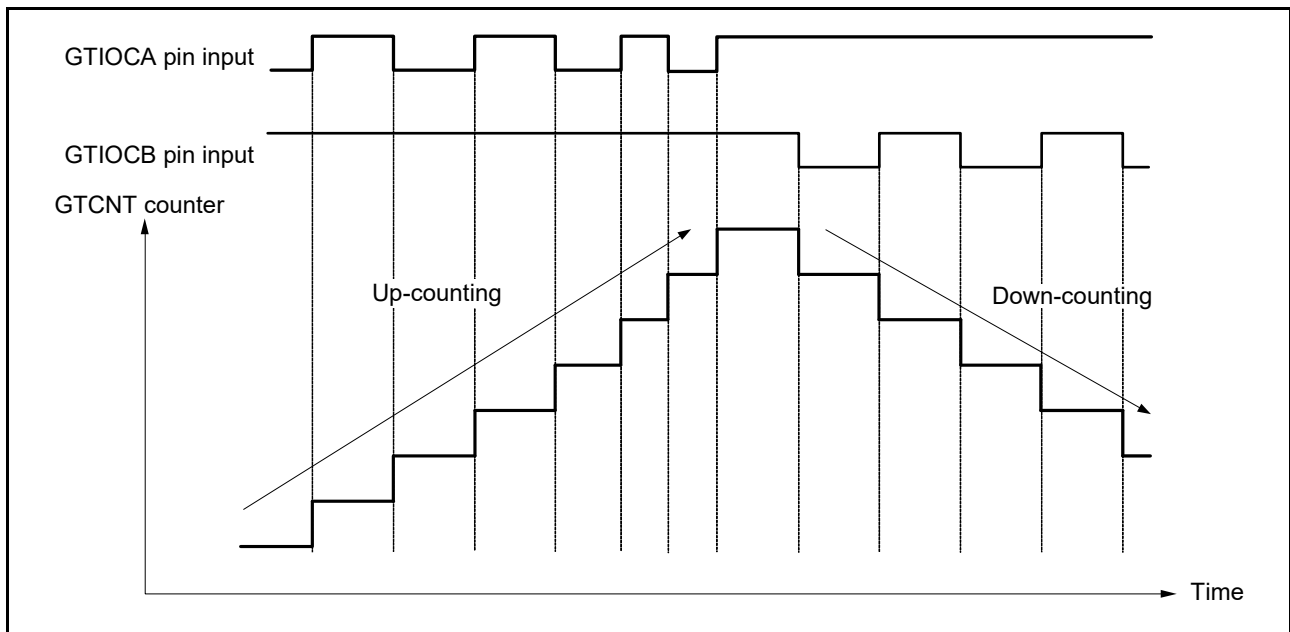 GTIOCA pin input
GTIOCB pin input
GTCNT counter
Up-counting
Down-counting
Time